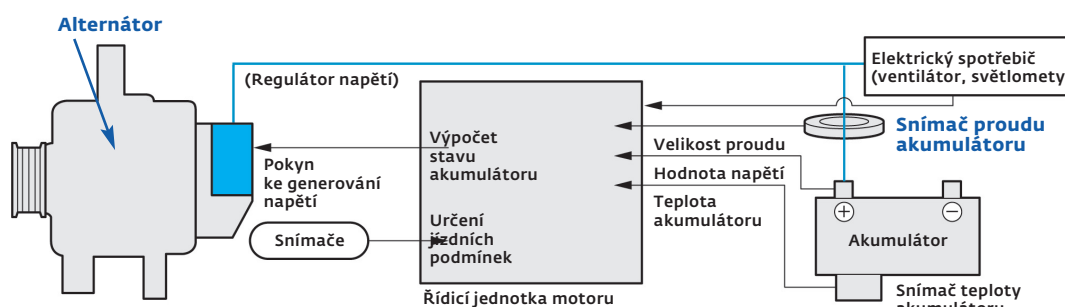 Alternátor
(Regulátor napětí)
Elektrický spotřebič
(ventilátor, světlomety
Snímač proudu
akumulátoru
Výpočet
stavu
akumulátoru
Velikost proudu
Pokyn
ke generování
napětí
Hodnota napětí
Teplota
akumulátoru
Určení
jízdních
podmínek
Snímače
+
−
Akumulátor
Řídicí jednotka motoru
Snímač teploty
akumulátoru